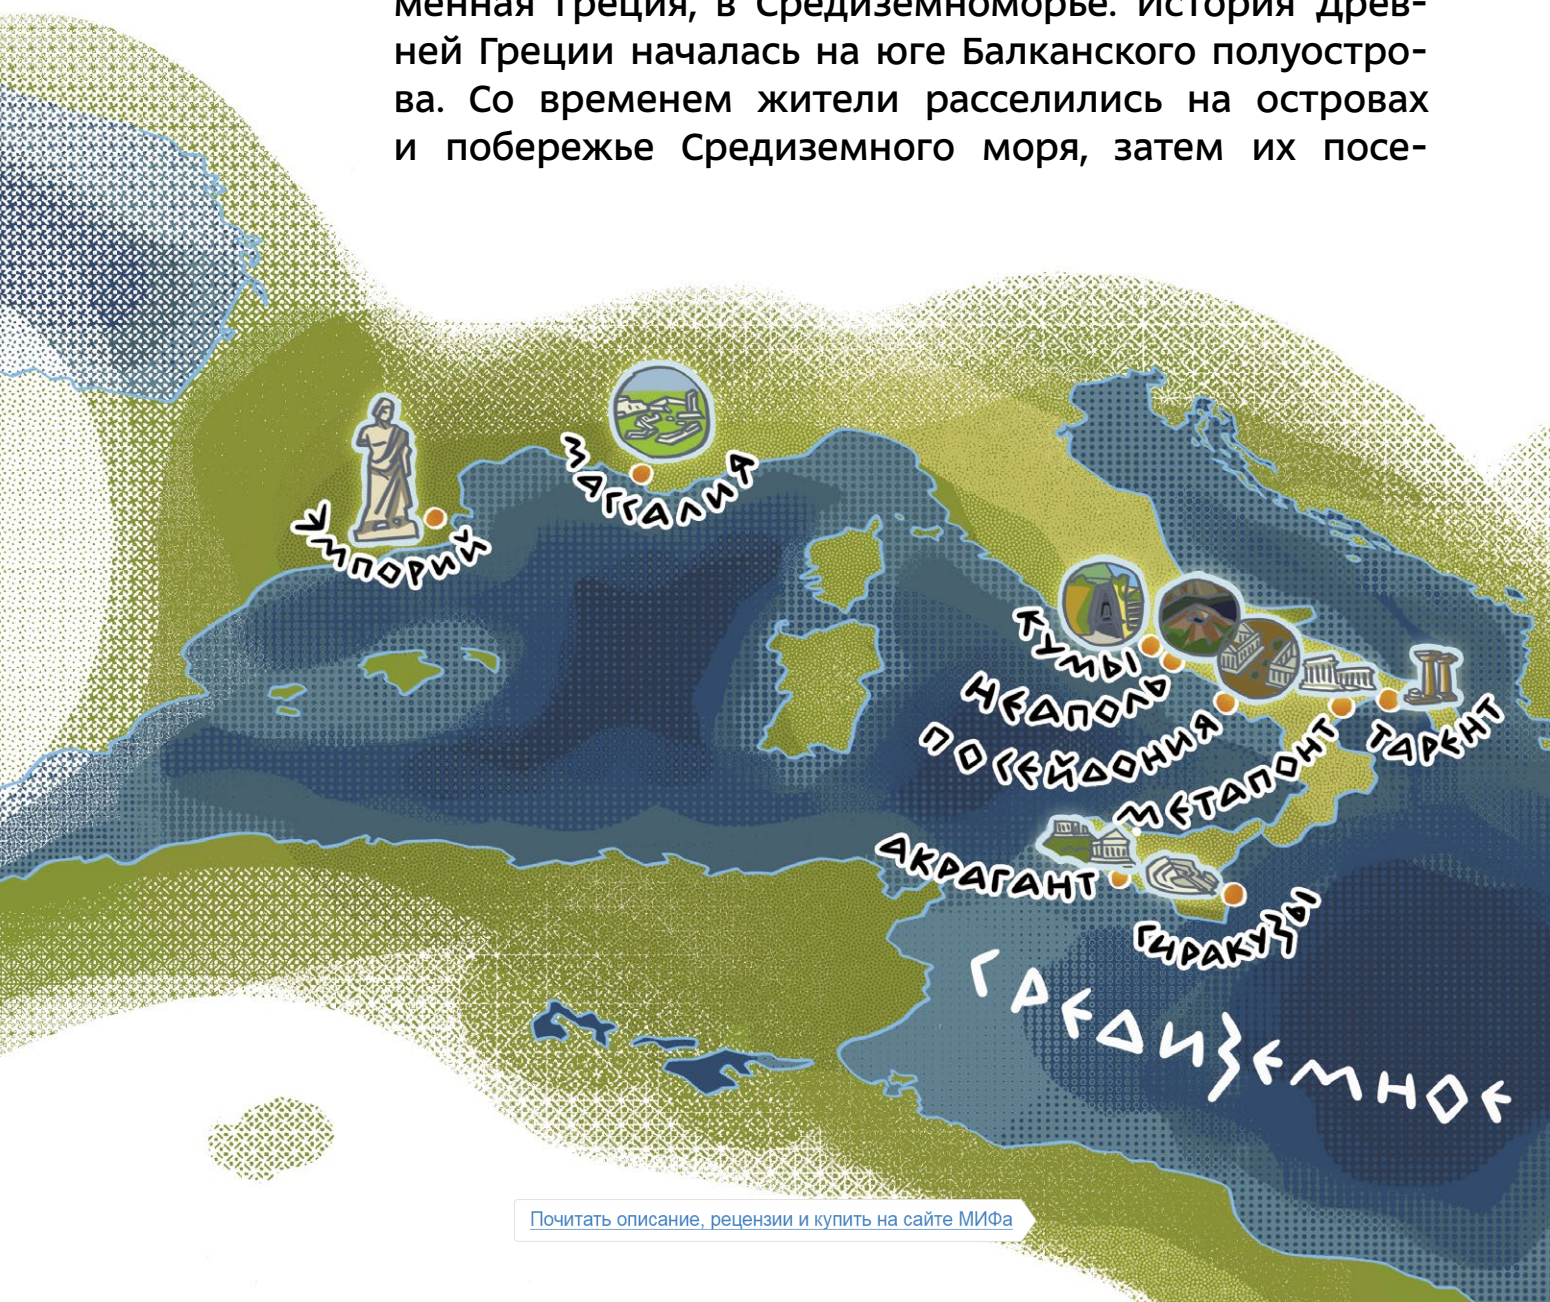 менная Греция, в Средиземноморье. История Древ-
ней Греции началась на юге Балканского полуостро-
ва. Со временем жители расселились на островах
и побережье Средиземного моря, затем их посе-
Массалия
Эмпорий
Кумы
Неаполь
Посейдония
Метапонт
Тарент
Акрагант
Сиракузы
Средиземное
Почитать описание, рецензии и купить на сайте МИФа